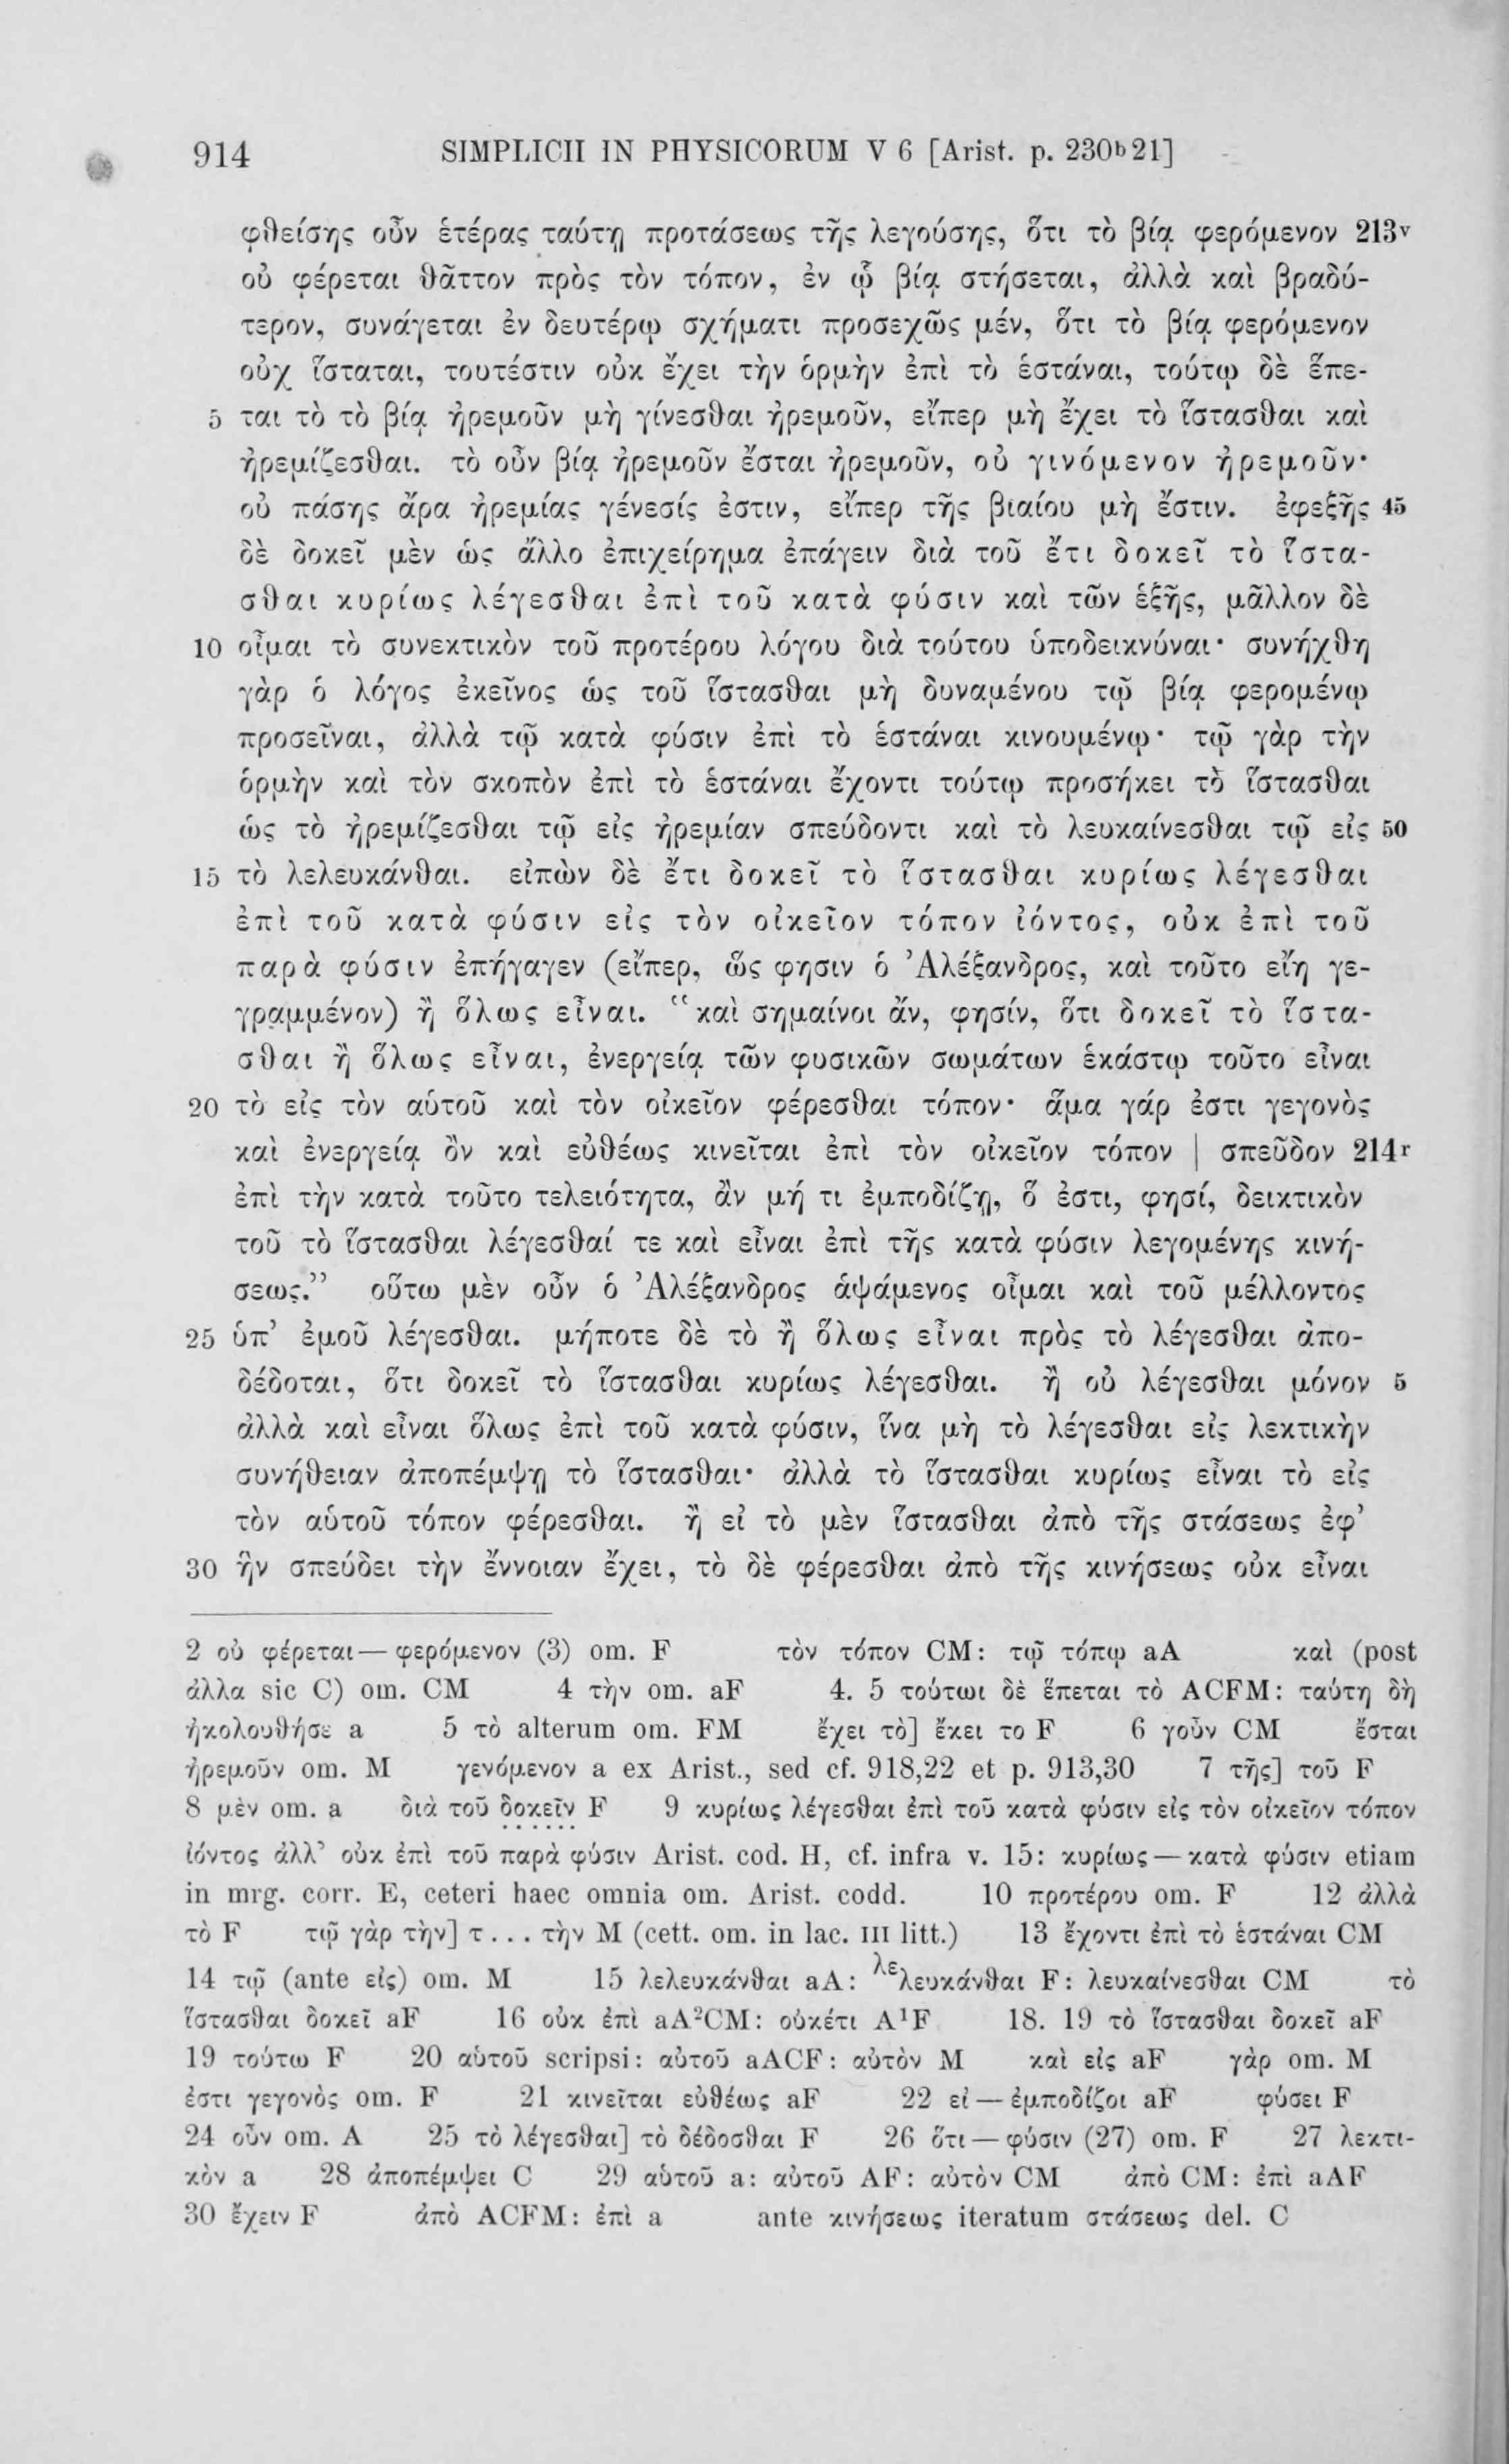 914 SIMPLICII IN PHYSICORUM V 6 [Arist. p. 230b21]
φθείσης οὖν ἑτέρας ταύτῃ προτάσεως τῆς λεγούσης, ὅτι τὸ βίᾳ φερόμενον 213v
οὐ φέρεται θᾶττον πρὸς τὸν τόπον, ἐν ᾧ βίᾳ στήσεται, ἀλλὰ καὶ βραδύ-
τερον, συνάγεται ἐν δευτέρῳ σχήματι προσεχῶς μέν, ὅτι τὸ βίᾳ φερόμενον
οὐχ ἵσταται, τουτέστιν οὐκ ἔχει τὴν ὁρμὴν ἐπὶ τὸ ἑστάναι, τούτῳ δὲ ἕπε-
5 ται τὸ τὸ βίᾳ ἠρεμοῦν μὴ γίνεσθαι ἠρεμοῦν, εἴπερ μὴ ἔχει τὸ ἵστασθαι καὶ
ἠρεμίζεσθαι. τὸ οὖν βίᾳ ἠρεμοῦν ἔσται ἠρεμοῦν, οὐ γινόμενον ἠρεμοῦν·
οὐ πάσης ἄρα ἠρεμίας γένεσίς ἐστιν, εἴπερ τῆς βιαίου μὴ ἔστιν. ἐφεξῆς 45
δὲ δοκεῖ μὲν ὡς ἄλλο ἐπιχείρημα ἐπάγειν διὰ τοῦ ἔτι δοκεῖ τὸ ἵστα-
σθαι κυρίως λέγεσθαι ἐπὶ τοῦ κατὰ φύσιν καὶ τῶν ἑξῆς, μᾶλλον δὲ
10 οἶμαι τὸ συνεκτικὸν τοῦ προτέρου λόγου διὰ τούτου ὑποδεικνύναι· συνήχθη
γὰρ ὁ λόγος ἐκεῖνος ὡς τοῦ ἵστασθαι μὴ δυναμένου τῷ βίᾳ φερομένῳ
προσεῖναι, ἀλλὰ τῷ κατὰ φύσιν ἐπὶ τὸ ἑστάναι κινουμένῳ· τῷ γὰρ τὴν
ὁρμὴν καὶ τὸν σκοπὸν ἐπὶ τὸ ἑστάναι ἔχοντι τούτῳ προσήκει τὸ ἵστασθαι
ὡς τὸ ἠρεμίζεσθαι τῷ εἰς ἠρεμίαν σπεύδοντι καὶ τὸ λευκαίνεσθαι τῷ εἰς 50
15 τὸ λελευκάνθαι. εἰπὼν δὲ ἔτι δοκεῖ τὸ ἵστασθαι κυρίως λέγεσθαι
ἐπὶ τοῦ κατὰ φύσιν εἰς τὸν οἰκεῖον τόπον ἰόντος, οὐκ ἐπὶ τοῦ
παρὰ φύσιν ἐπήγαγεν (εἴπερ, ὥς φησιν ὁ Ἀλέξανδρος, καὶ τοῦτο εἴη γε-
γραμμένον) ἢ ὅλως εἶναι. “καὶ σημαίνοι ἄν, φησίν, ὅτι δοκεῖ τὸ ἵστα-
σθαι ἢ ὅλως εἶναι, ἐνεργείᾳ τῶν φυσικῶν σωμάτων ἑκάστῳ τοῦτο εἶναι
20 τὸ εἰς τὸν αὑτοῦ καὶ τὸν οἰκεῖον φέρεσθαι τόπον· ἅμα γάρ ἐστι γεγονὸς
καὶ ἐνεργείᾳ ὂν καὶ εὐθέως κινεῖται ἐπὶ τὸν οἰκεῖον τόπον | σπεῦδον 214r
ἐπὶ τὴν κατὰ τοῦτο τελειότητα, ἂν μή τι ἐμποδίζῃ, ὅ ἐστι, φησί, δεικτικὸν
τοῦ τὸ ἵστασθαι λέγεσθαί τε καὶ εἶναι ἐπὶ τῆς κατὰ φύσιν λεγομένης κινή-
σεως.” οὕτω μὲν οὖν ὁ Ἀλέξανδρος ἁψάμενος οἶμαι καὶ τοῦ μέλλοντος
25 ὑπ’ ἐμοῦ λέγεσθαι. μήποτε δὲ τὸ ἢ ὅλως εἶναι πρὸς τὸ λέγεσθαι ἀπο-
δέδοται, ὅτι δοκεῖ τὸ ἵστασθαι κυρίως λέγεσθαι. ἢ οὐ λέγεσθαι μόνον 5
ἀλλὰ καὶ εἶναι ὅλως ἐπὶ τοῦ κατὰ φύσιν, ἵνα μὴ τὸ λέγεσθαι εἰς λεκτικὴν
συνήθειαν ἀποπέμψῃ τὸ ἵστασθαι· ἀλλὰ τὸ ἵστασθαι κυρίως εἶναι τὸ εἰς
τὸν αὑτοῦ τόπον φέρεσθαι. ἢ εἰ τὸ μὲν ἵστασθαι ἀπὸ τῆς στάσεως ἐφ’
30 ἣν σπεύδει τὴν ἔννοιαν ἔχει, τὸ δὲ φέρεσθαι ἀπὸ τῆς κινήσεως οὐκ εἶναι
2 οὐ φέρεται — φερόμενον (3) om. F τὸν τόπον CM: τῷ τόπῳ aA καὶ (post
ἀλλα sic C) om. CM 4 τὴν om. aF 4. 5 τούτωι δὲ ἕπεται τὸ ACFM: ταύτη δὴ
ἠκολουθήσε a 5 τὸ alterum om. FM ἔχει τὸ] ἔκει το F 6 γοῦν CM ἔσται
ἠρεμοῦν om. M γενόμενον a ex Arist., sed cf. 918,22 et p. 913,30 7 τῆς] τοῦ F
8 μὲν om. a διὰ τοῦ δοκεῖν F 9 κυρίως λέγεσθαι ἐπὶ τοῦ κατὰ φύσιν εἰς τὸν οἰκεῖον τόπον
ἰόντος ἀλλ’ οὐκ ἐπὶ τοῦ παρὰ φύσιν Arist. cod. H, cf. infra v. 15: κυρίως — κατὰ φύσιν etiam
in mrg. corr. E, ceteri haec omnia om. Arist. codd. 10 προτέρου om. F 12 ἀλλὰ
τὸ F τῷ γὰρ τὴν] τ... τὴν M (cett. om. in lac. III litt.) 13 ἔχοντι ἐπὶ τὸ ἑστάναι CM
14 τῷ (ante εἰς) om. M 15 λελευκάνθαι aA: λελευκάνθαι F: λευκαίνεσθαι CM τὸ
ἵστασθαι δοκεῖ aF 16 οὐκ ἐπὶ aA²CM: οὐκέτι A¹F 18. 19 τὸ ἵστασθαι δοκεῖ aF
19 τούτω F 20 αὑτοῦ scripsi: αὐτοῦ aACF: αὐτὸν M καὶ εἰς aF γὰρ om. M
ἐστι γεγονὸς om. F 21 κινεῖται εὐθέως aF 22 εἰ — ἐμποδίζοι aF φύσει F
24 οὖν om. A 25 τὸ λέγεσθαι] τὸ δέδοσθαι F 26 ὅτι — φύσιν (27) om. F 27 λεκτι-
κὸν a 28 ἀποπέμψει C 29 αὑτοῦ a: αὐτοῦ AF: αὐτὸν CM ἀπὸ CM: ἐπὶ aAF
30 ἔχειν F ἀπὸ ACFM: ἐπὶ a ante κινήσεως iteratum στάσεως del. C